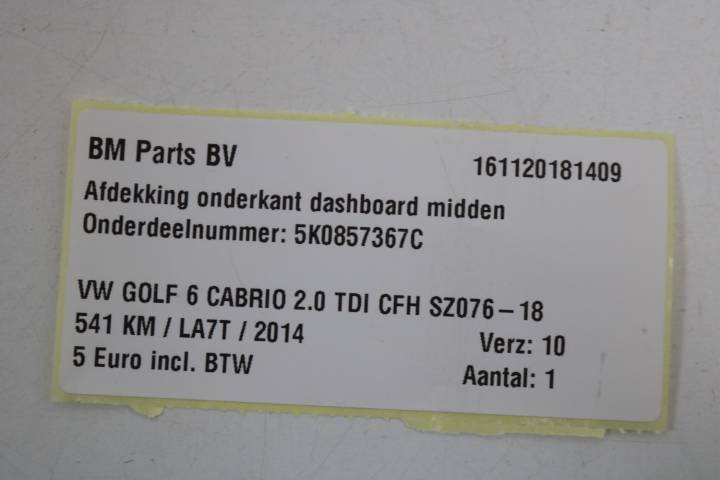 BM Parts BV 161120181409
Afdekking onderkant dashboard midden
Onderdeelnummer: 5K0857367C
VW GOLF 6 CABRIO 2.0 TDI CFH SZ076-18
541 KM / LA7T / 2014 Verz: 10
5 Euro incl. BTW Aantal: 1